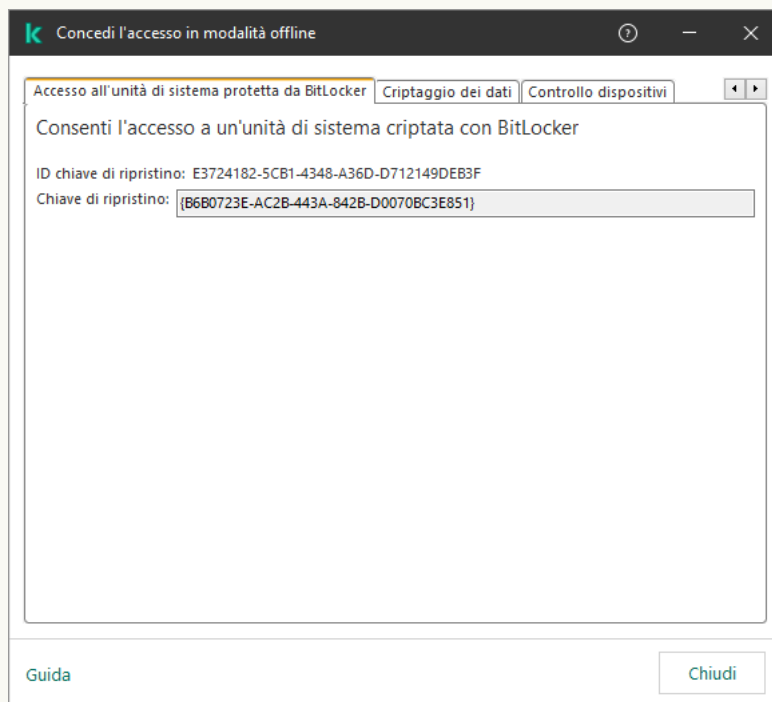 Concedi l'accesso in modalità offline
Accesso all'unità di sistema protetta da BitLocker Criptaggio dei dati Controllo dispositivi
Consenti l'accesso a un'unità di sistema criptata con BitLocker
ID chiave di ripristino: E3724182-5CB1-4348-A36D-D712149DEB3F
Chiave di ripristino: {B6B0723E-AC2B-443A-842B-D0070BC3E851}
Guida
Chiudi